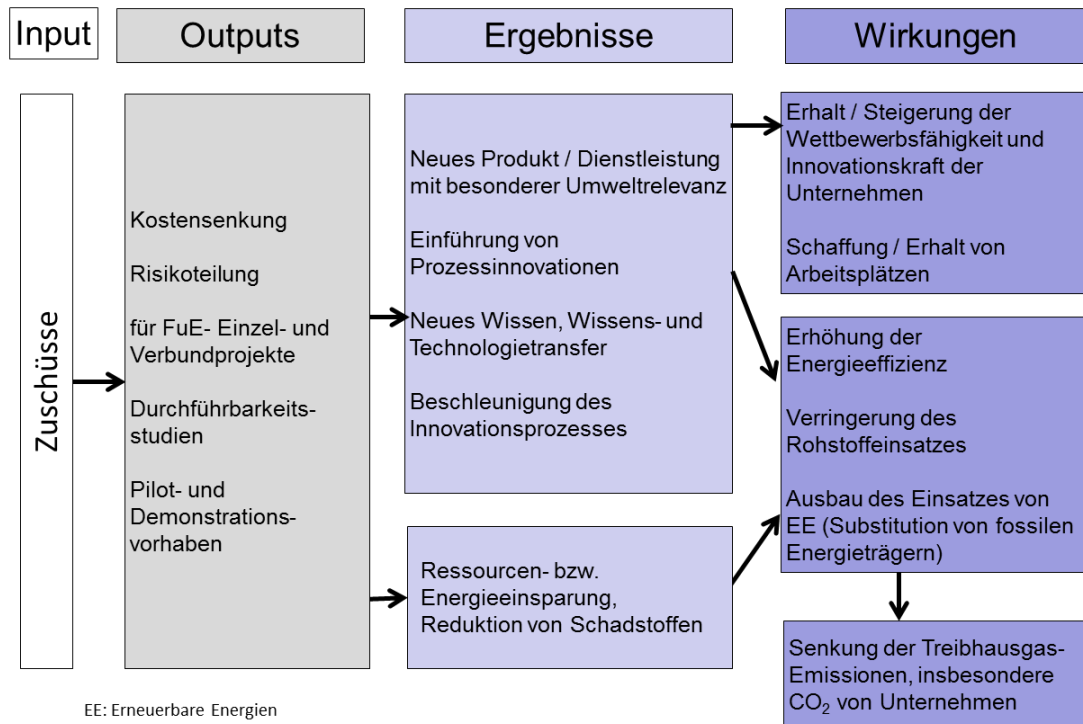 Input
Outputs
Ergebnisse
Wirkungen
Zuschüsse
Kostensenkung
Risikoteilung
für FuE- Einzel- und
Verbundprojekte
Durchführbarkeits-
studien
Pilot- und
Demonstrations-
vorhaben
Neues Produkt / Dienstleistung
mit besonderer Umweltrelevanz
Einführung von
Prozessinnovationen
Neues Wissen, Wissens- und
Technologietransfer
Beschleunigung des
Innovationsprozesses
Ressourcen- bzw.
Energieeinsparung,
Reduktion von Schadstoffen
Erhalt / Steigerung der
Wettbewerbsfähigkeit und
Innovationskraft der
Unternehmen
Schaffung / Erhalt von
Arbeitsplätzen
Erhöhung der
Energieeffizienz
Verringerung des
Rohstoffeinsatzes
Ausbau des Einsatzes von
EE (Substitution von fossilen
Energieträgern)
Senkung der Treibhausgas-
Emissionen, insbesondere
CO₂ von Unternehmen
EE: Erneuerbare Energien